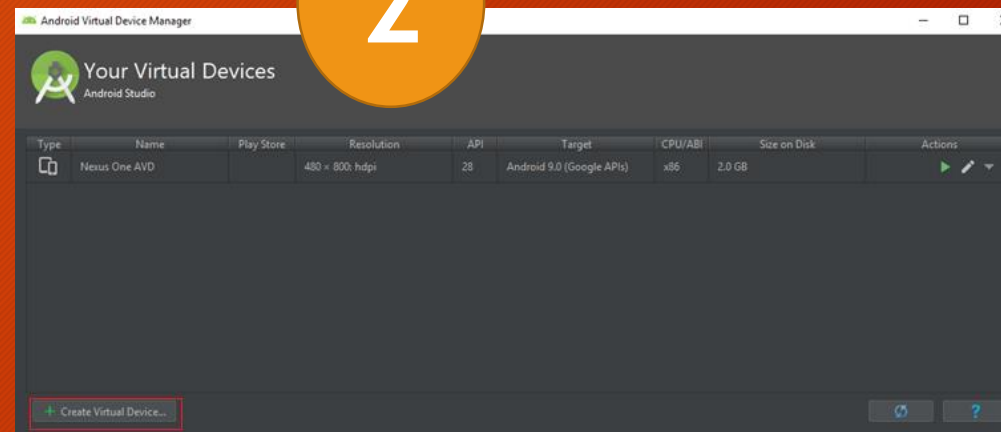 2
Android Virtual Device Manager
Your Virtual Devices
Android Studio
Type Name Play Store Resolution API Target CPU/ABI Size on Disk Actions
Nexus One AVD 480 × 800: hdpi 28 Android 9.0 (Google APIs) x86 2.0 GB
+ Create Virtual Device... ?